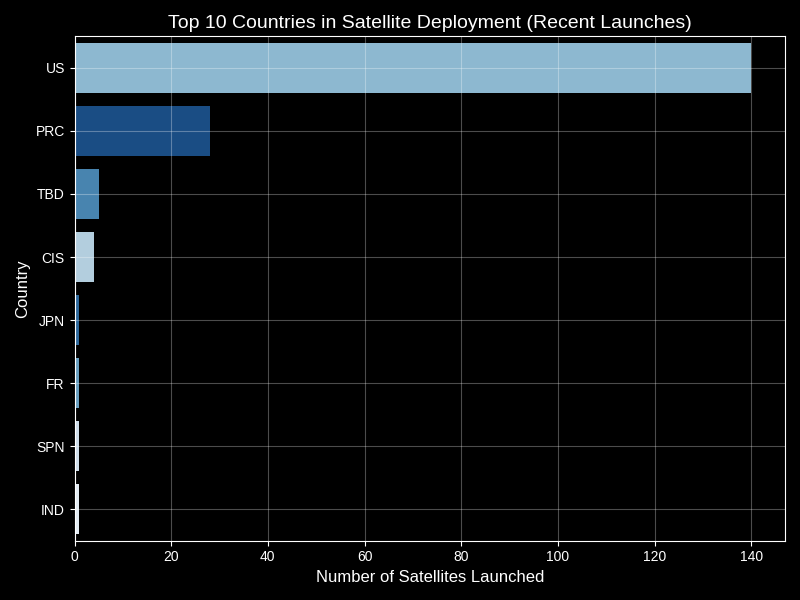 Top 10 Countries in Satellite Deployment (Recent Launches)
US
PRC
TBD
CIS
JPN
FR
SPN
IND
Country
0 20 40 60 80 100 120 140
Number of Satellites Launched